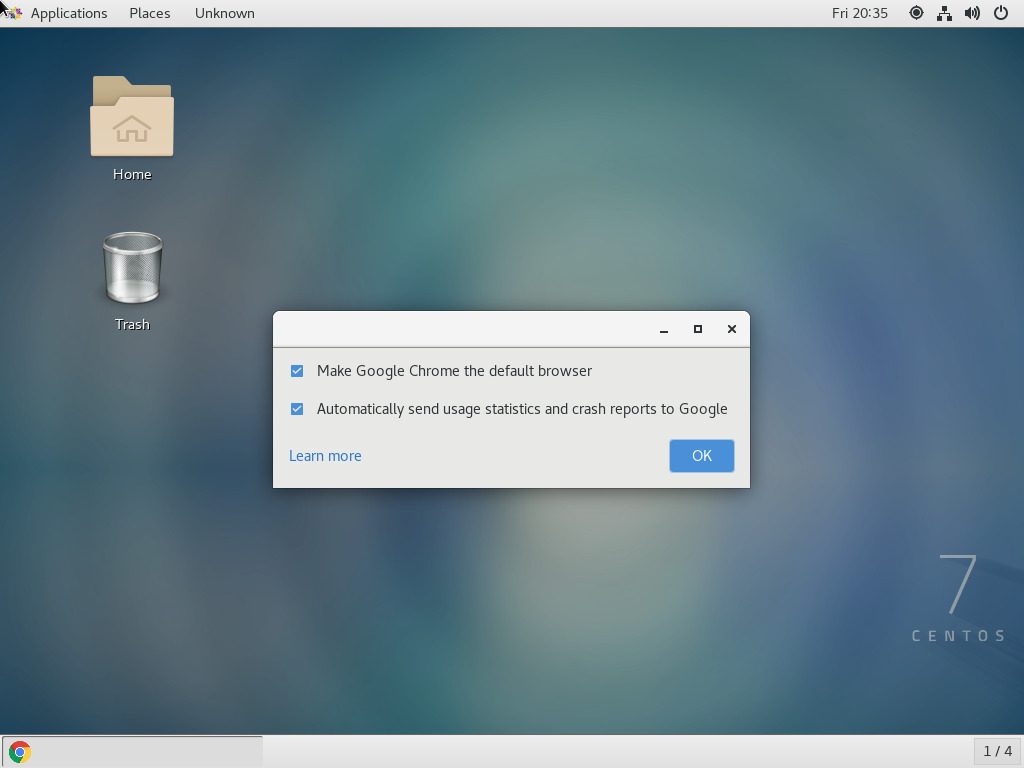 Applications Places Unknown Fri 20:35
Home
Trash
Make Google Chrome the default browser
Automatically send usage statistics and crash reports to Google
Learn more OK
7
CENTOS
1 / 4